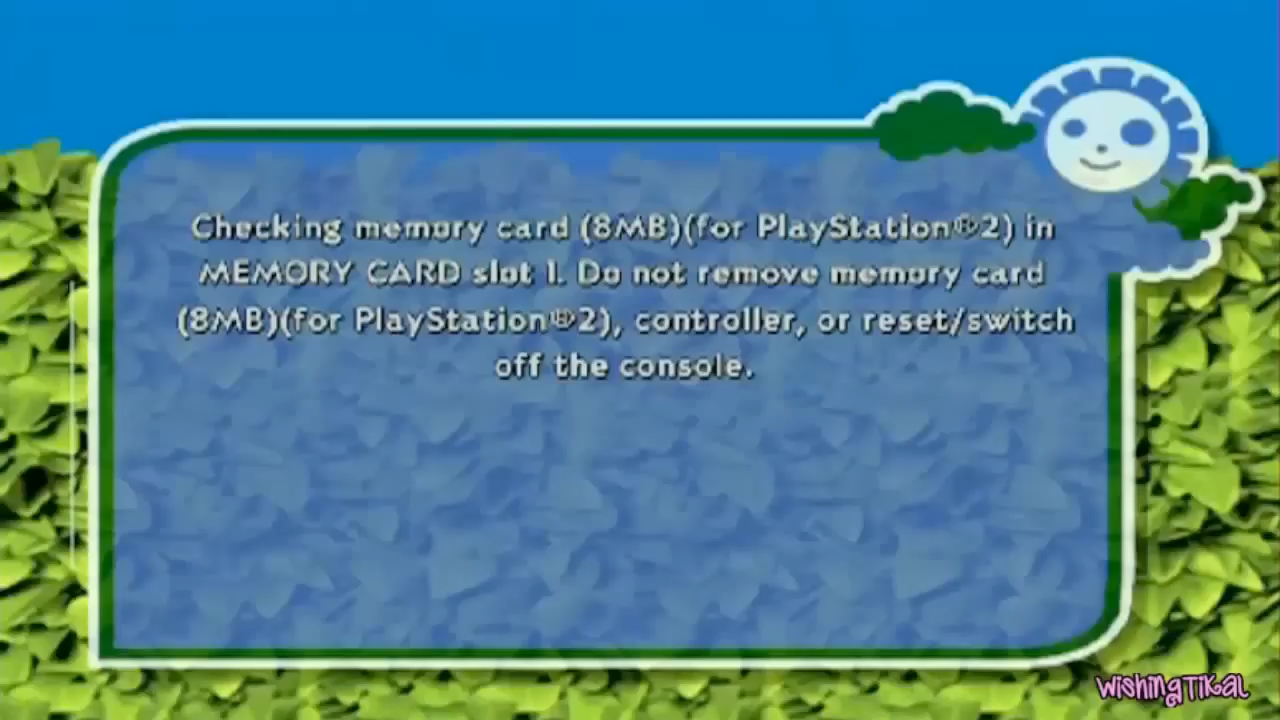 Checking memory card (8MB)(for PlayStation®2) in
MEMORY CARD slot 1. Do not remove memory card
(8MB)(for PlayStation®2), controller, or reset/switch
off the console.
WishingTikal